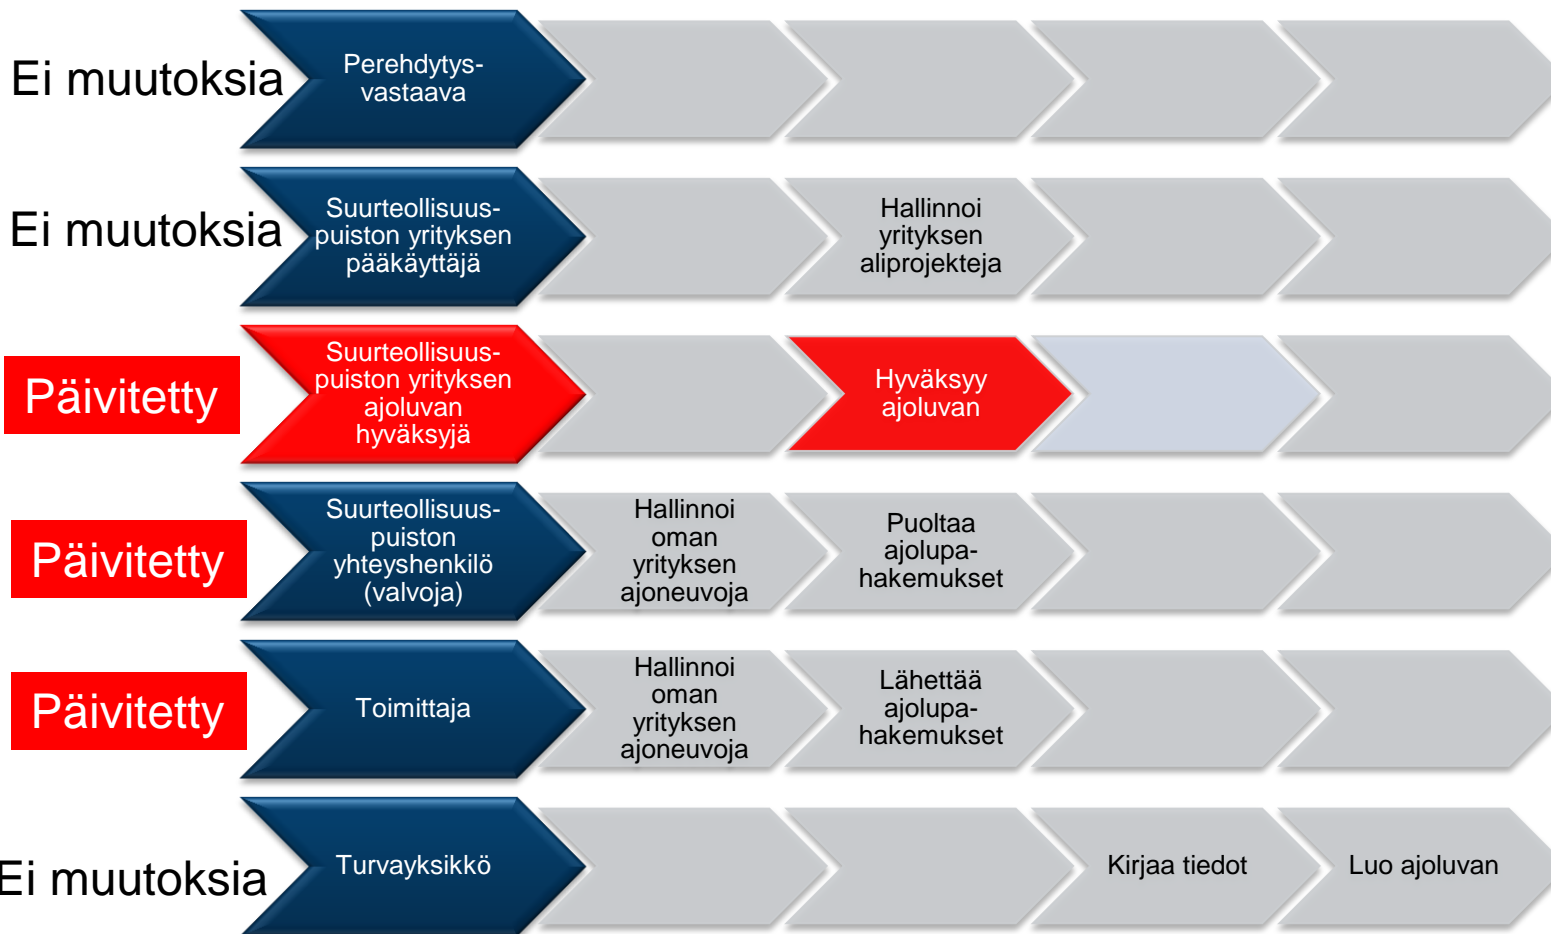 Ei muutoksia
Perehdytys-
vastaava
Ei muutoksia
Suurteollisuus-
puiston yrityksen
pääkäyttäjä
Hallinnoi
yrityksen
aliprojekteja
Päivitetty
Suurteollisuus-
puiston yrityksen
ajoluvan
hyväksyjä
Hyväksyy
ajoluvan
Päivitetty
Suurteollisuus-
puiston
yhteyshenkilö
(valvoja)
Hallinnoi
oman
yrityksen
ajoneuvoja
Puoltaa
ajolupa-
hakemukset
Päivitetty
Toimittaja
Hallinnoi
oman
yrityksen
ajoneuvoja
Lähettää
ajolupa-
hakemukset
Ei muutoksia
Turvayksikkö
Kirjaa tiedot
Luo ajoluvan